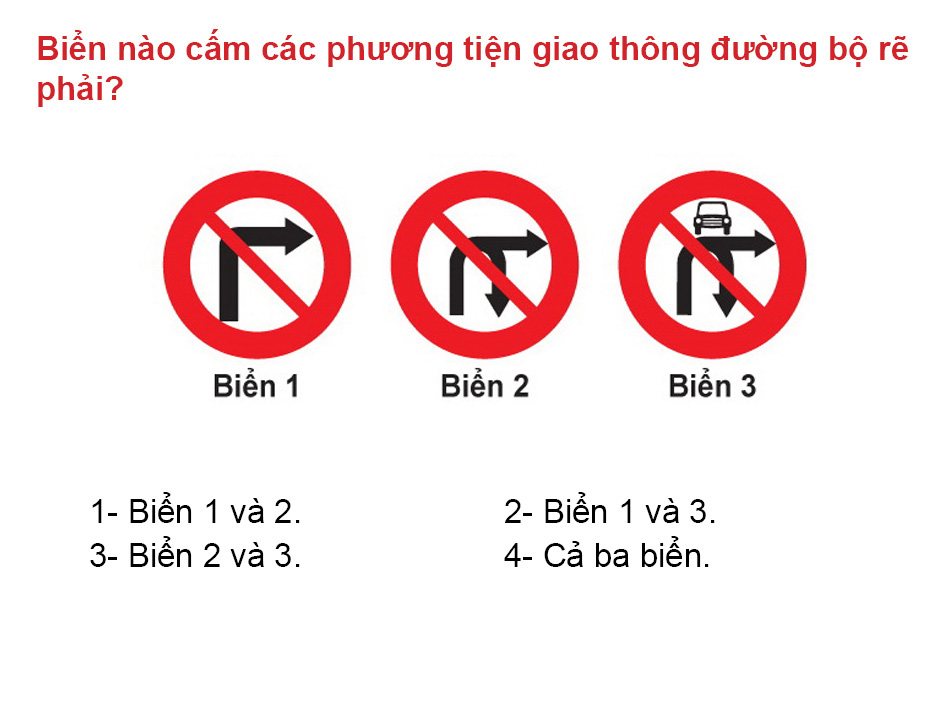 Biển nào cấm các phương tiện giao thông đường bộ rẽ
phải?
Biển 1
Biển 2
Biển 3
1- Biển 1 và 2.
2- Biển 1 và 3.
3- Biển 2 và 3.
4- Cả ba biển.